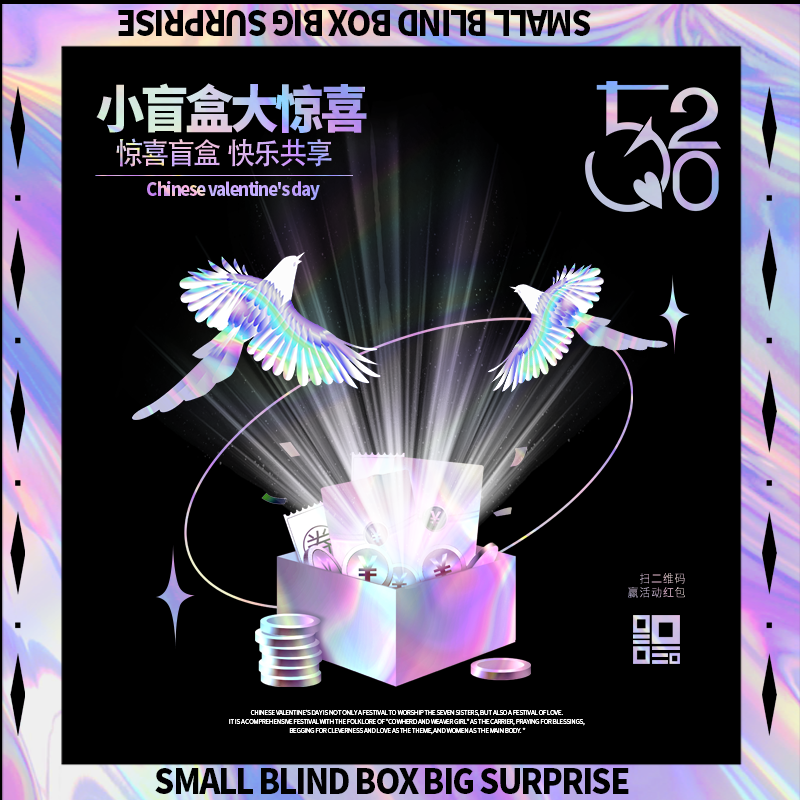 SMALL BLIND BOX BIG SURPRISE
小盲盒大惊喜
惊喜盲盒 快乐共享
Chinese valentine's day
520
券
¥
¥
¥
¥
¥
扫二维码
赢活动红包
CHINESE VALENTINE'S DAY IS NOT ONLY A FESTIVAL TO WORSHIP THE SEVEN SISTERS, BUT ALSO A FESTIVAL OF LOVE.
IT IS A COMPREHENSIVE FESTIVAL WITH THE FOLKLORE OF "COWHERD AND WEAVER GIRL" AS THE CARRIER, PRAYING FOR BLESSINGS,
BEGGING FOR CLEVERNESS AND LOVE AS THE THEME, AND WOMEN AS THE MAIN BODY. "
SMALL BLIND BOX BIG SURPRISE